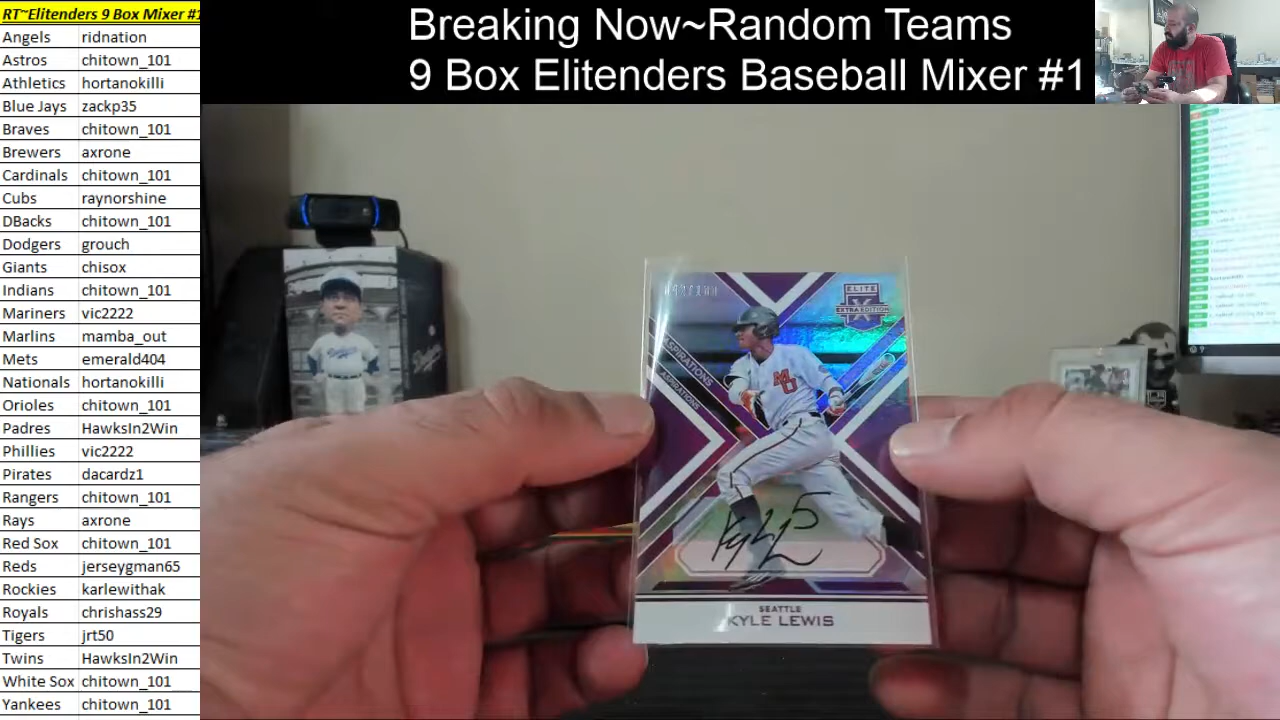 RT~Elitenders 9 Box Mixer #1
Angels ridnation
Astros chitown_101
Athletics hortanokilli
Blue Jays zackp35
Braves chitown_101
Brewers axrone
Cardinals chitown_101
Cubs raynorshine
DBacks chitown_101
Dodgers grouch
Giants chisox
Indians chitown_101
Mariners vic2222
Marlins mamba_out
Mets emerald404
Nationals hortanokilli
Orioles chitown_101
Padres HawksIn2Win
Phillies vic2222
Pirates dacardz1
Rangers chitown_101
Rays axrone
Red Sox chitown_101
Reds jerseygman65
Rockies karlewithak
Royals chrishass29
Tigers jrt50
Twins HawksIn2Win
White Sox chitown_101
Yankees chitown_101
Breaking Now~Random Teams
9 Box Elitenders Baseball Mixer #1
ELITE
EXTRA EDITION
ASPIRATIONS
ASPIRATIONS
MU
SEATTLE
KYLE LEWIS
Dodgers